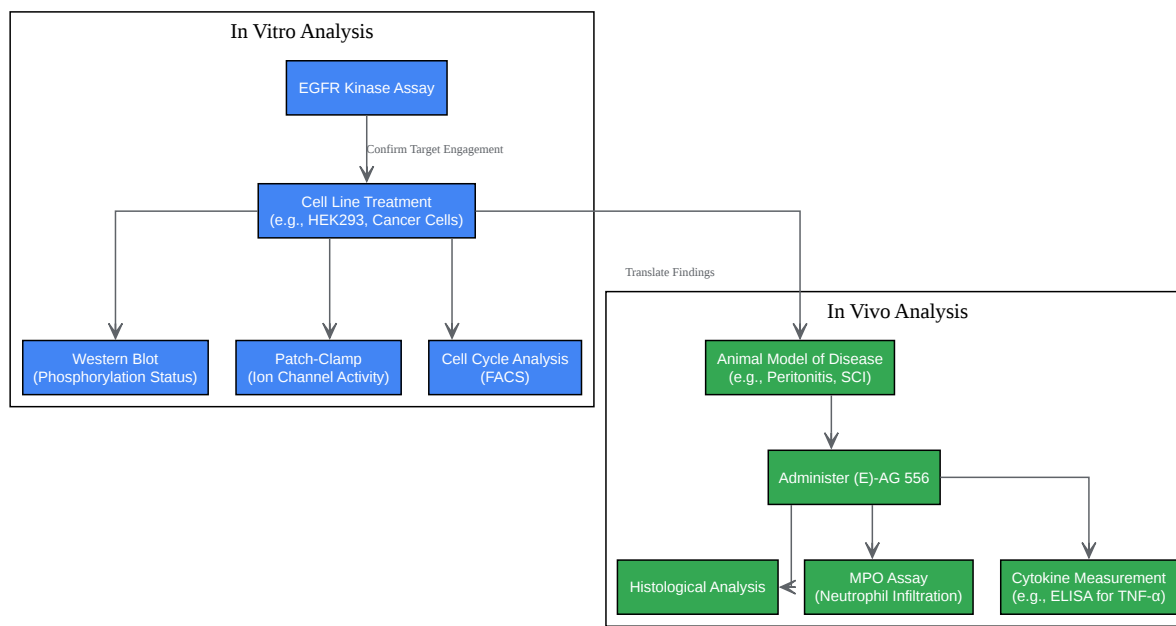 In Vitro Analysis
EGFR Kinase Assay
Confirm Target Engagement
Cell Line Treatment
(e.g., HEK293, Cancer Cells)
Translate Findings
Western Blot
(Phosphorylation Status)
Patch-Clamp
(Ion Channel Activity)
Cell Cycle Analysis
(FACS)
In Vivo Analysis
Animal Model of Disease
(e.g., Peritonitis, SCI)
Administer (E)-AG 556
Histological Analysis
MPO Assay
(Neutrophil Infiltration)
Cytokine Measurement
(e.g., ELISA for TNF-α)